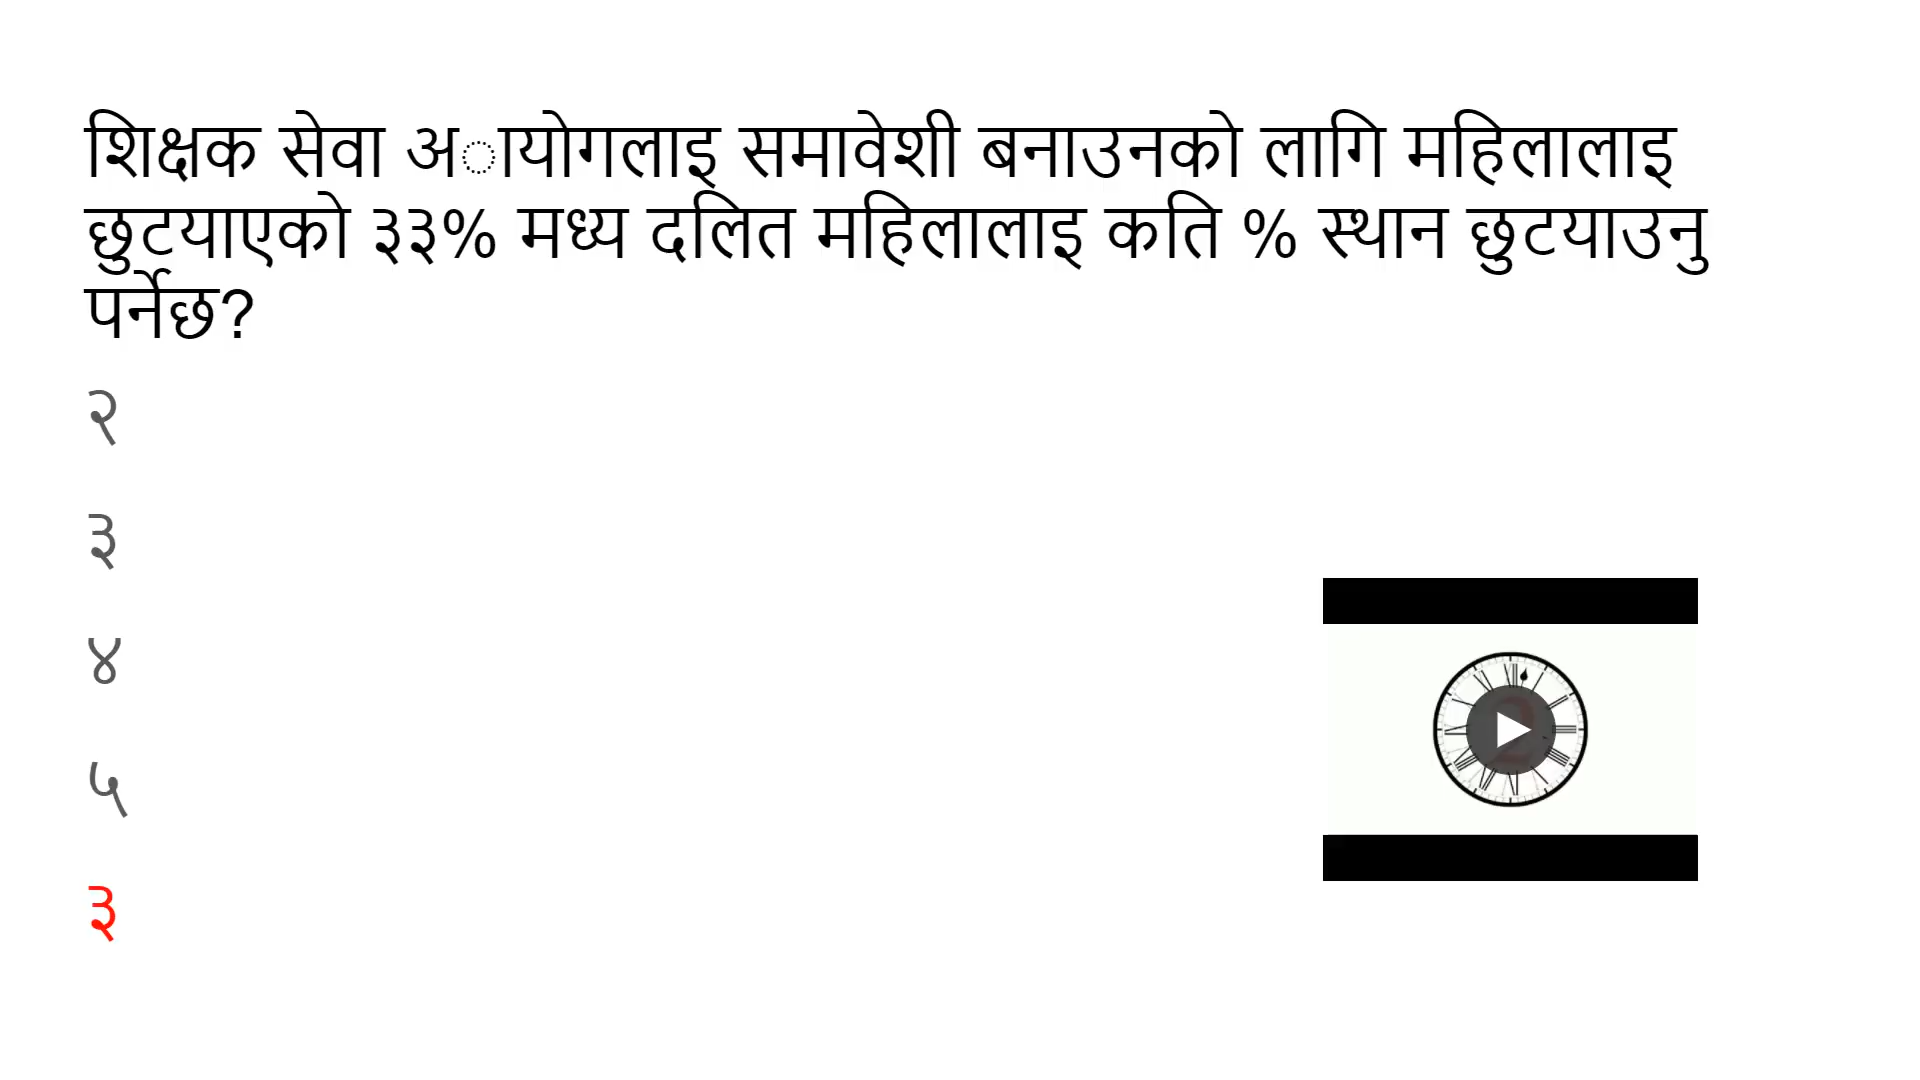 शिक्षक सेवा अायोगलाइ समावेशी बनाउनको लागि महिलालाइ
छुटयाएको ३३% मध्य दलित महिलालाइ कति % स्थान छुटयाउनु
पर्नेछ?
२
३
४
५
३